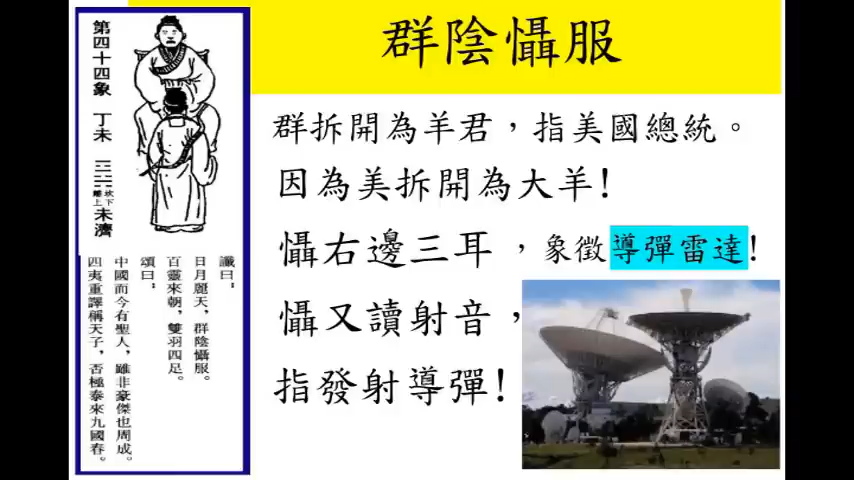 群陰懾服
群拆開為羊君，指美國總統。
因為美拆開為大羊!
懾右邊三耳，象徵導彈雷達!
懾又讀射音，
指發射導彈!
第四十四象 丁未 坎下離上 未濟
讖曰：
日月麗天，群陰懾服。
百靈來朝，雙羽四足。
頌曰：
中國而今有聖人，雖非豪傑也周成。
四夷重譯稱天子，否極泰來九國春。